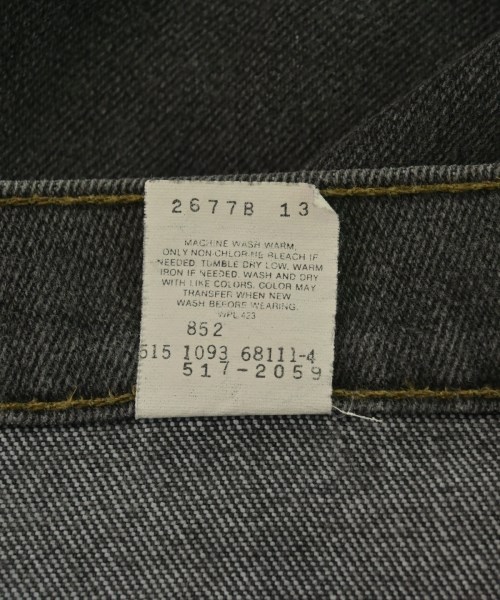 2677B 13
MACHINE WASH WARM,
ONLY NON-CHLORINE BLEACH IF
NEEDED. TUMBLE DRY LOW. WARM
IRON IF NEEDED. WASH AND DRY
WITH LIKE COLORS. COLOR MAY
TRANSFER WHEN NEW
WASH BEFORE WEARING.
WPL 423
852
515 1093 68111-4
517-2059